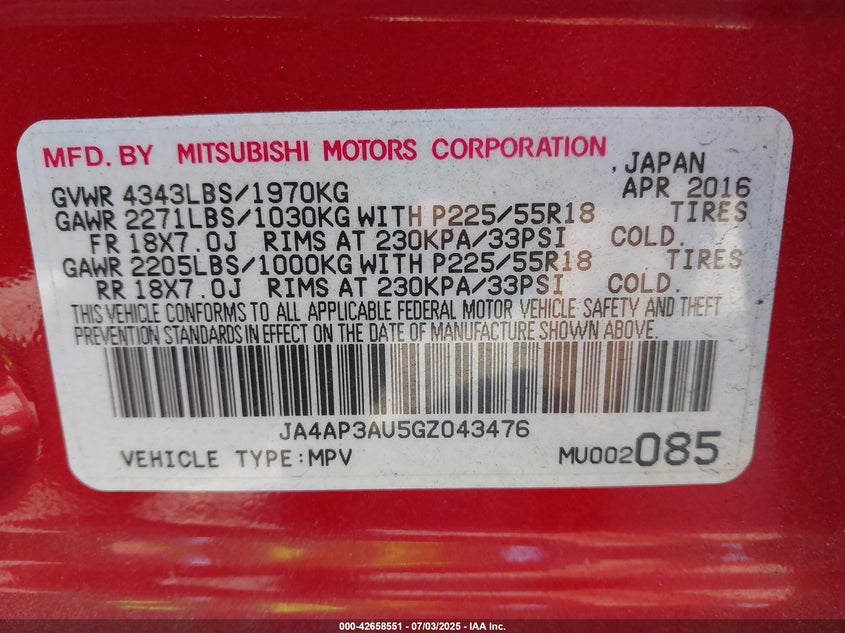 MFD. BY MITSUBISHI MOTORS CORPORATION , JAPAN
GVWR 4343LBS/1970KG APR 2016
GAWR 2271LBS/1030KG WITH P225/55R18 TIRES
FR 18X7.0J RIMS AT 230KPA/33PSI COLD.
GAWR 2205LBS/1000KG WITH P225/55R18 TIRES
RR 18X7.0J RIMS AT 230KPA/33PSI COLD.
THIS VEHICLE CONFORMS TO ALL APPLICABLE FEDERAL MOTOR VEHICLE SAFETY AND THEFT
PREVENTION STANDARDS IN EFFECT ON THE DATE OF MANUFACTURE SHOWN ABOVE.
JA4AP3AU5GZ043476
VEHICLE TYPE:MPV MU002085
000-42658551 - 07/03/2025 - IAA Inc.